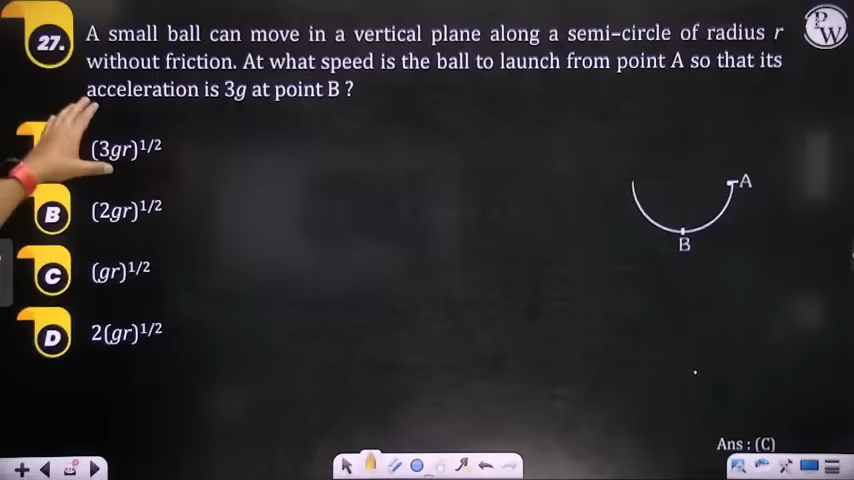 27.
A small ball can move in a vertical plane along a semi-circle of radius r
without friction. At what speed is the ball to launch from point A so that its
acceleration is 3g at point B ?
(3gr)^1/2
B (2gr)^1/2
C (gr)^1/2
D 2(gr)^1/2
A
B
Ans : (C)
PW